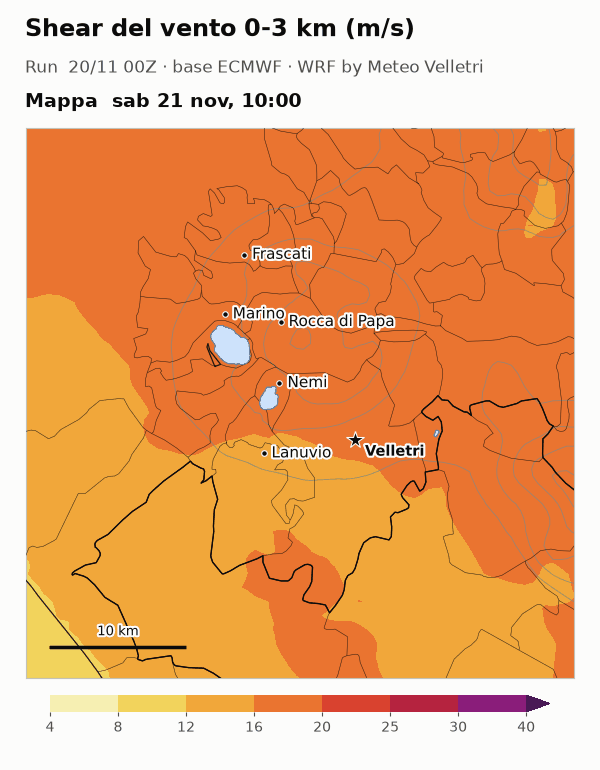 Shear del vento 0-3 km (m/s)
Run  20/11 00Z · base ECMWF · WRF by Meteo Velletri
Mappa  sab 21 nov, 10:00
Frascati
Marino
Rocca di Papa
Nemi
Velletri
Lanuvio
10 km
4 8 12 16 20 25 30 40